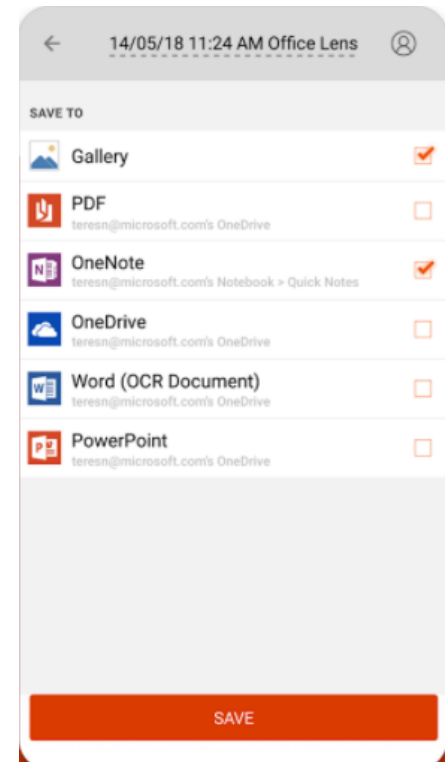 14/05/18 11:24 AM Office Lens
SAVE TO
Gallery
PDF
teresn@microsoft.com's OneDrive
N
OneNote
teresn@microsoft.com's Notebook > Quick Notes
OneDrive
teresn@microsoft.com's OneDrive
W
Word (OCR Document)
teresn@microsoft.com's OneDrive
P
PowerPoint
teresn@microsoft.com's OneDrive
SAVE